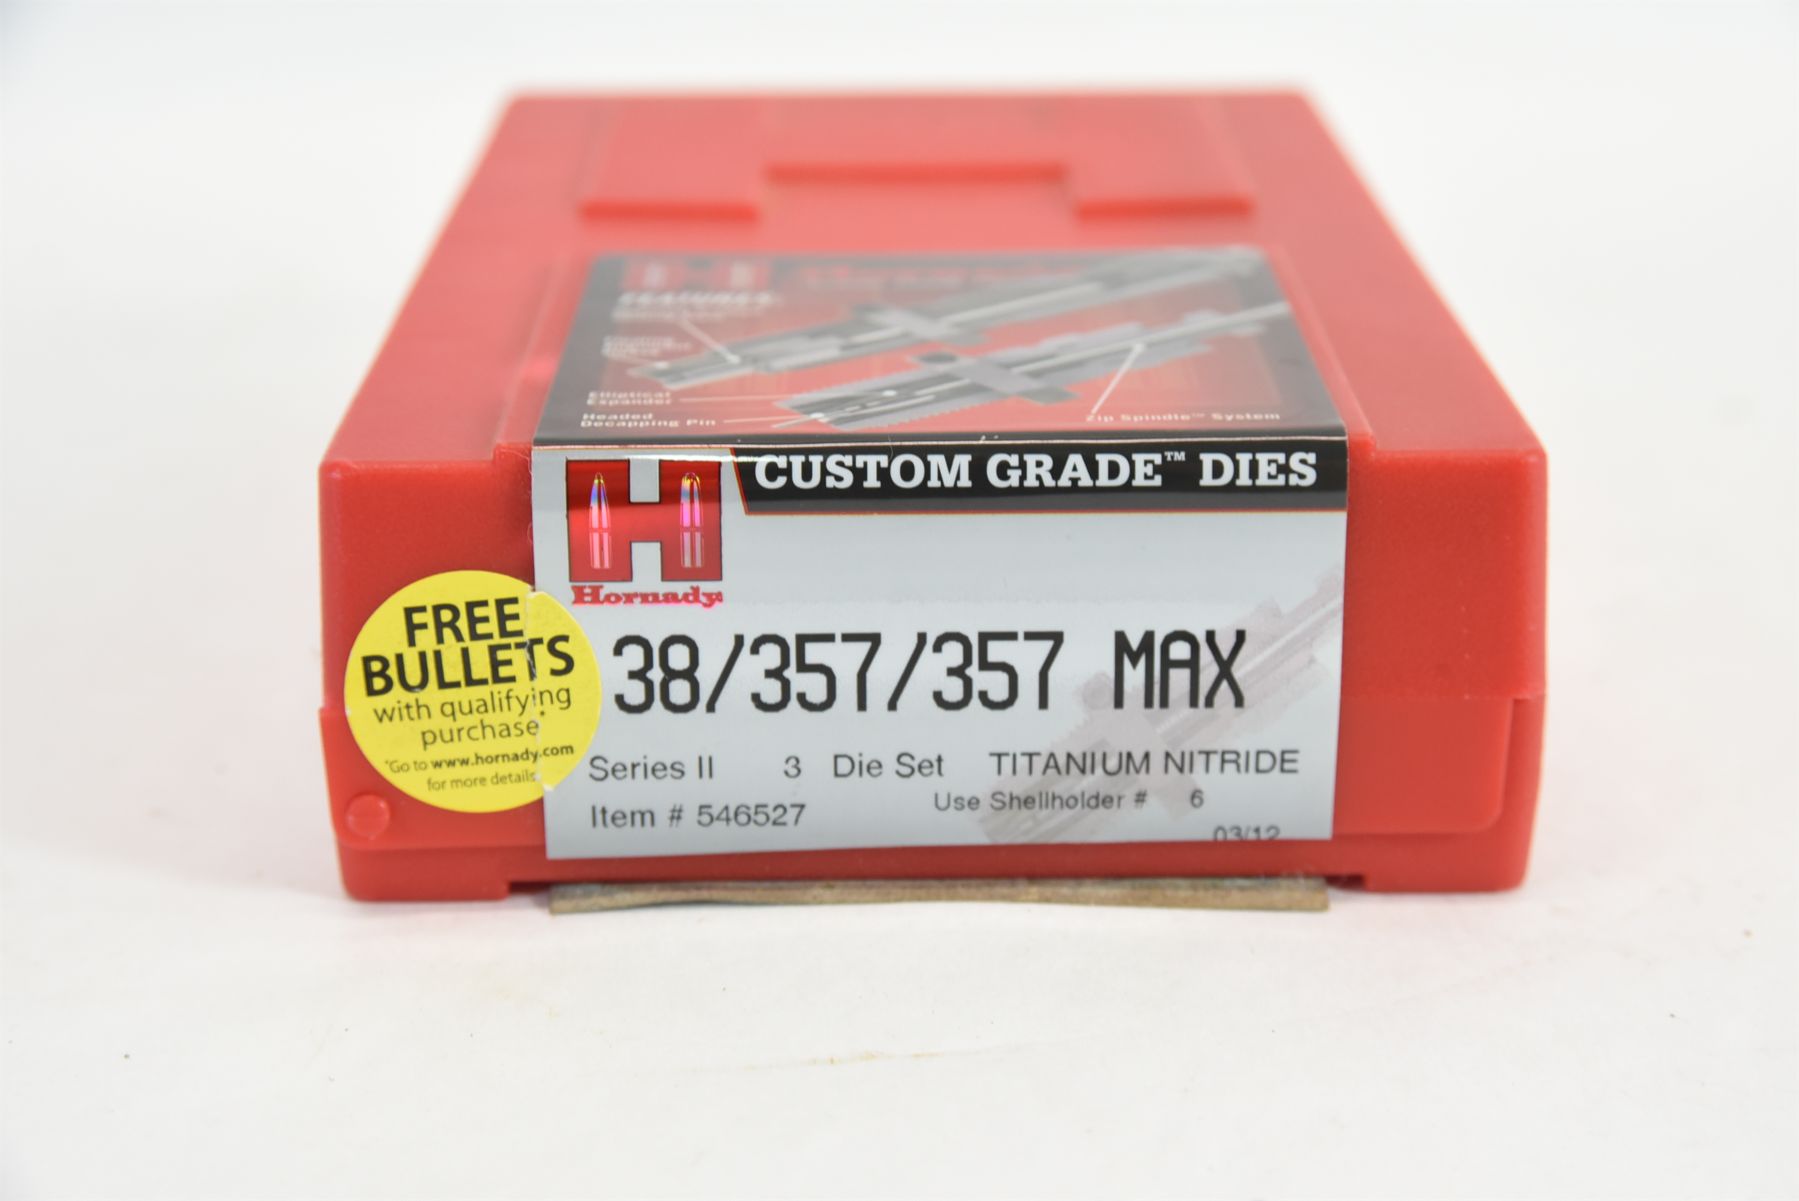 Elliptical
Expander
Headed
Decapping Pin
Zip Spindle™ System
CUSTOM GRADE™ DIES
Hornady
38/357/357 MAX
Series II 3 Die Set TITANIUM NITRIDE
Use Shellholder # 6
Item # 546527
03/12
FREE
BULLETS
with qualifying
purchase*
*Go to www.hornady.com
for more details.